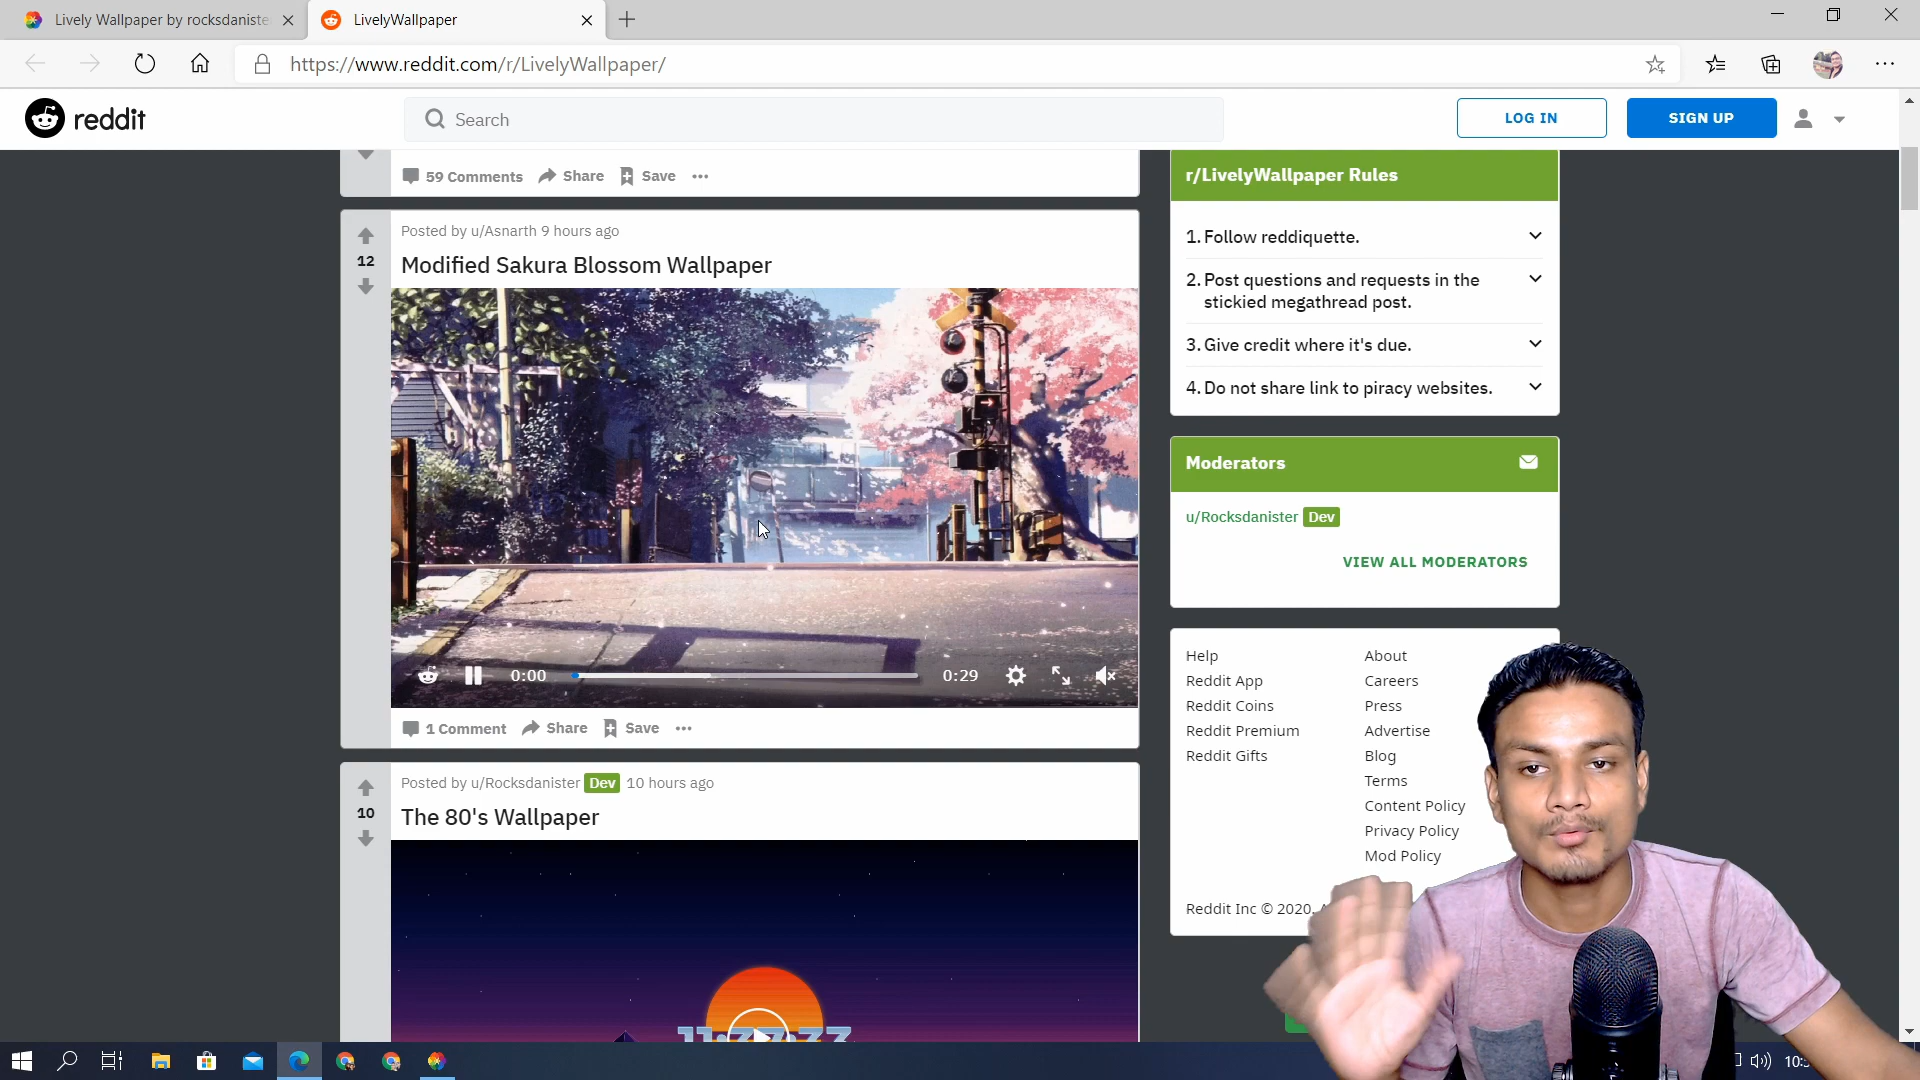 Lively Wallpaper by rocksdaniste
LivelyWallpaper
https://www.reddit.com/r/LivelyWallpaper/
reddit
Search
LOG IN
SIGN UP
59 Comments
Share
Save
Posted by u/Asnarth 9 hours ago
12
Modified Sakura Blossom Wallpaper
0:00
0:29
1 Comment
Share
Save
Posted by u/Rocksdanister Dev 10 hours ago
10
The 80's Wallpaper
r/LivelyWallpaper Rules
1. Follow reddiquette.
2. Post questions and requests in the
stickied megathread post.
3. Give credit where it's due.
4. Do not share link to piracy websites.
Moderators
u/Rocksdanister Dev
VIEW ALL MODERATORS
Help
Reddit App
Reddit Coins
Reddit Premium
Reddit Gifts
About
Careers
Press
Advertise
Blog
Terms
Content Policy
Privacy Policy
Mod Policy
Reddit Inc © 2020.